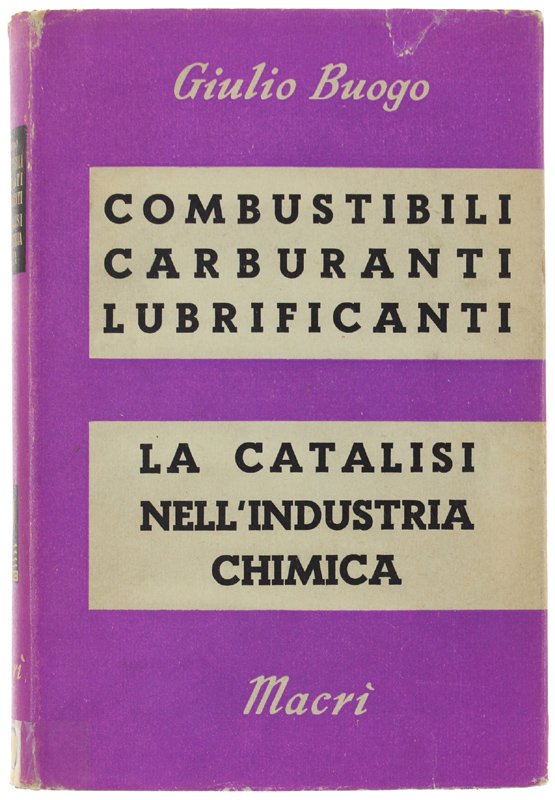 Giulio Buogo
COMBUSTIBILI
CARBURANTI
LUBRIFICANTI
LA CATALISI
NELL'INDUSTRIA
CHIMICA
Macrì